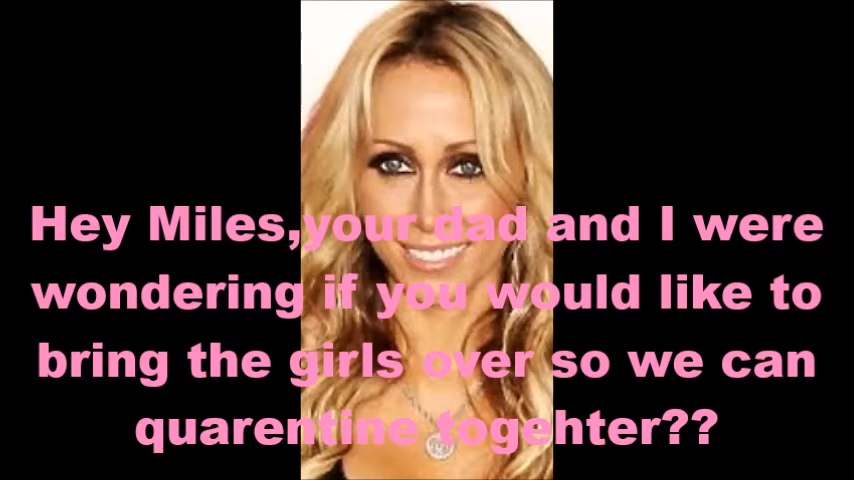 Hey Miles,your dad and I were
wondering if you would like to
bring the girls over so we can
quarentine togehter??